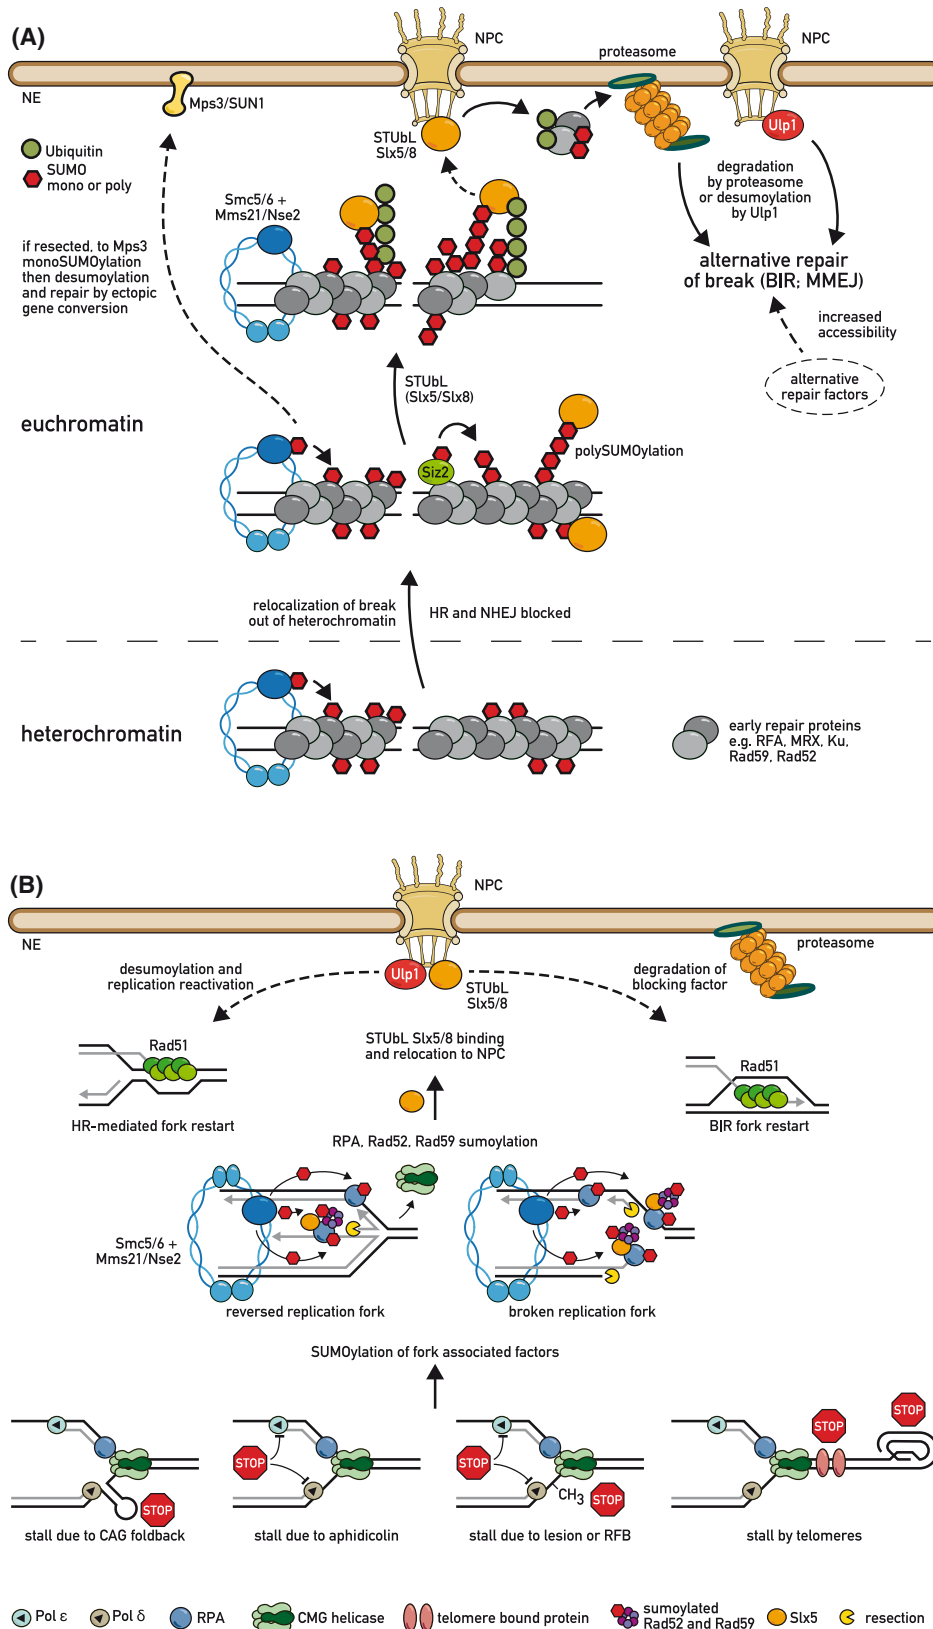 (A)
NPC
proteasome
NPC
NE
Mps3/SUN1
Ulp1
STUbL
Slx5/8
Ubiquitin
SUMO
mono or poly
degradation
by proteasome
or desumoylation
by Ulp1
Smc5/6 +
Mms21/Nse2
if resected, to Mps3
monoSUMOylation
then desumoylation
and repair by ectopic
gene conversion
alternative repair
of break (BIR; MMEJ)
increased
accessibility
alternative
repair factors
STUbL
(Slx5/Slx8)
euchromatin
polySUMOylation
Siz2
relocalization of break
out of heterochromatin
HR and NHEJ blocked
heterochromatin
early repair proteins
e.g. RFA, MRX, Ku,
Rad59, Rad52
(B)
NPC
NE
proteasome
desumoylation and
replication reactivation
Ulp1
STUbL
Slx5/8
degradation of
blocking factor
STUbL Slx5/8 binding
and relocation to NPC
Rad51
HR-mediated fork restart
Rad51
BIR fork restart
RPA, Rad52, Rad59 sumoylation
Smc5/6 +
Mms21/Nse2
reversed replication fork
broken replication fork
SUMOylation of fork associated factors
STOP
stall due to CAG foldback
STOP
stall due to aphidicolin
STOP
CH3
STOP
stall due to lesion or RFB
STOP
STOP
stall by telomeres
Pol ε
Pol δ
RPA
CMG helicase
telomere bound protein
sumoylated
Rad52 and Rad59
Slx5
resection